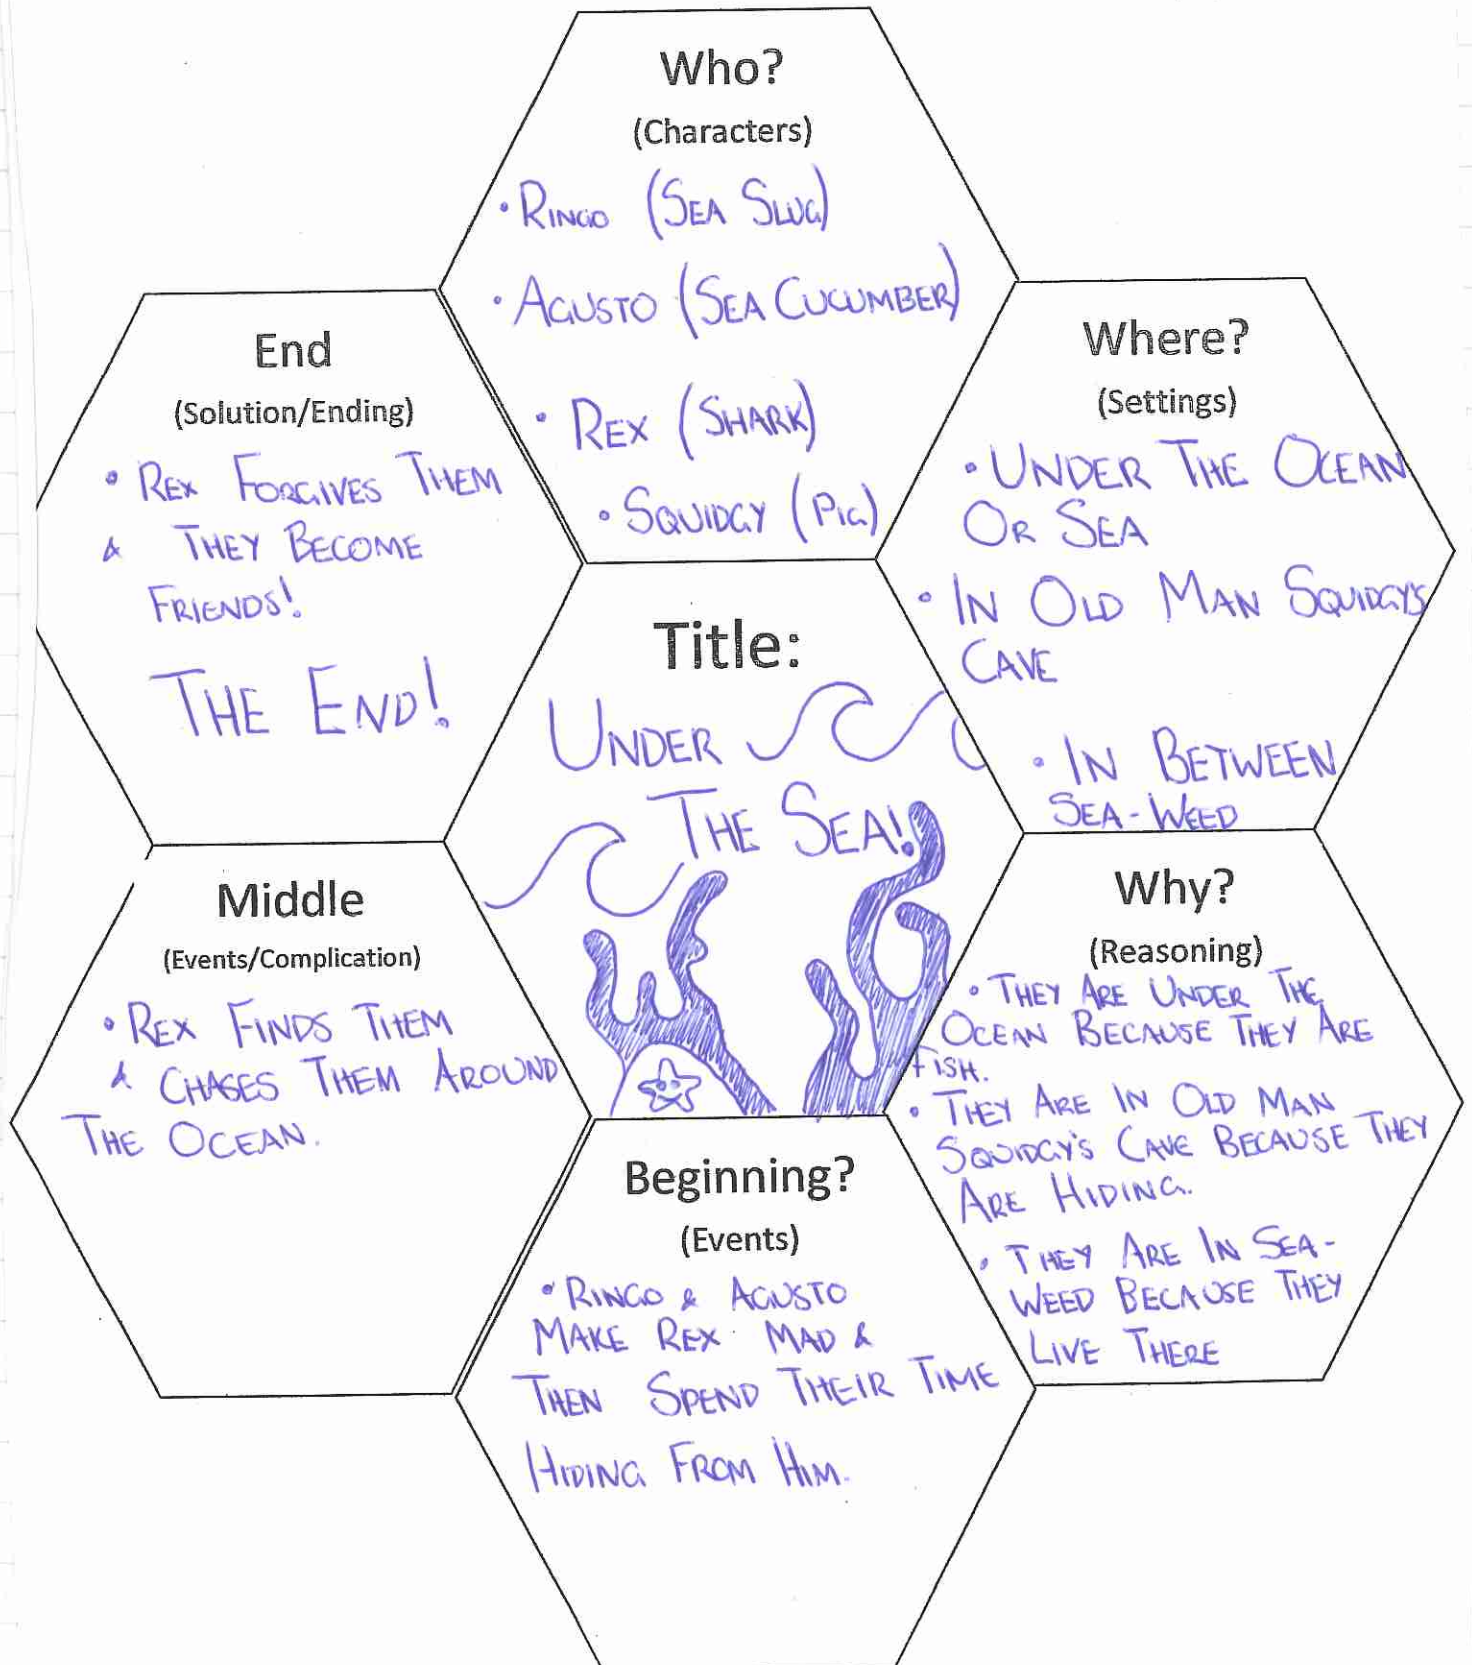 Who?
(Characters)
• RINGO (SEA SLUG)
• AGUSTO (SEA CUCUMBER)
• REX (SHARK)
• SQUIDGY (PIG)
Where?
(Settings)
• UNDER THE OCEAN
OR SEA
• IN OLD MAN SQUIDGY'S
CAVE
• IN BETWEEN
SEA-WEED
Why?
(Reasoning)
• THEY ARE UNDER THE
OCEAN BECAUSE THEY ARE
FISH.
• THEY ARE IN OLD MAN
SQUIDGY'S CAVE BECAUSE THEY
ARE HIDING.
• THEY ARE IN SEA-
WEED BECAUSE THEY
LIVE THERE
Beginning?
(Events)
• RINGO & AGUSTO
MAKE REX MAD &
THEN SPEND THEIR TIME
HIDING FROM HIM.
Middle
(Events/Complication)
• REX FINDS THEM
& CHASES THEM AROUND
THE OCEAN.
End
(Solution/Ending)
• REX FORGIVES THEM
& THEY BECOME
FRIENDS!
THE END!
Title:
UNDER
THE SEA!